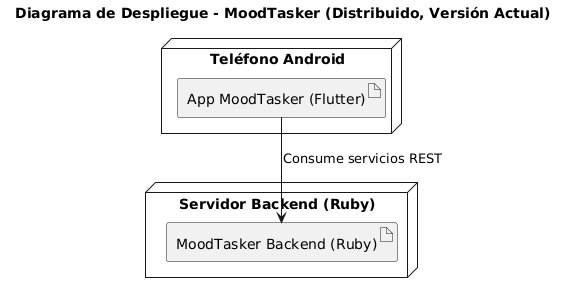 Diagrama de Despliegue - MoodTasker (Distribuido, Versión Actual)
Teléfono Android
App MoodTasker (Flutter)
Consume servicios REST
Servidor Backend (Ruby)
MoodTasker Backend (Ruby)